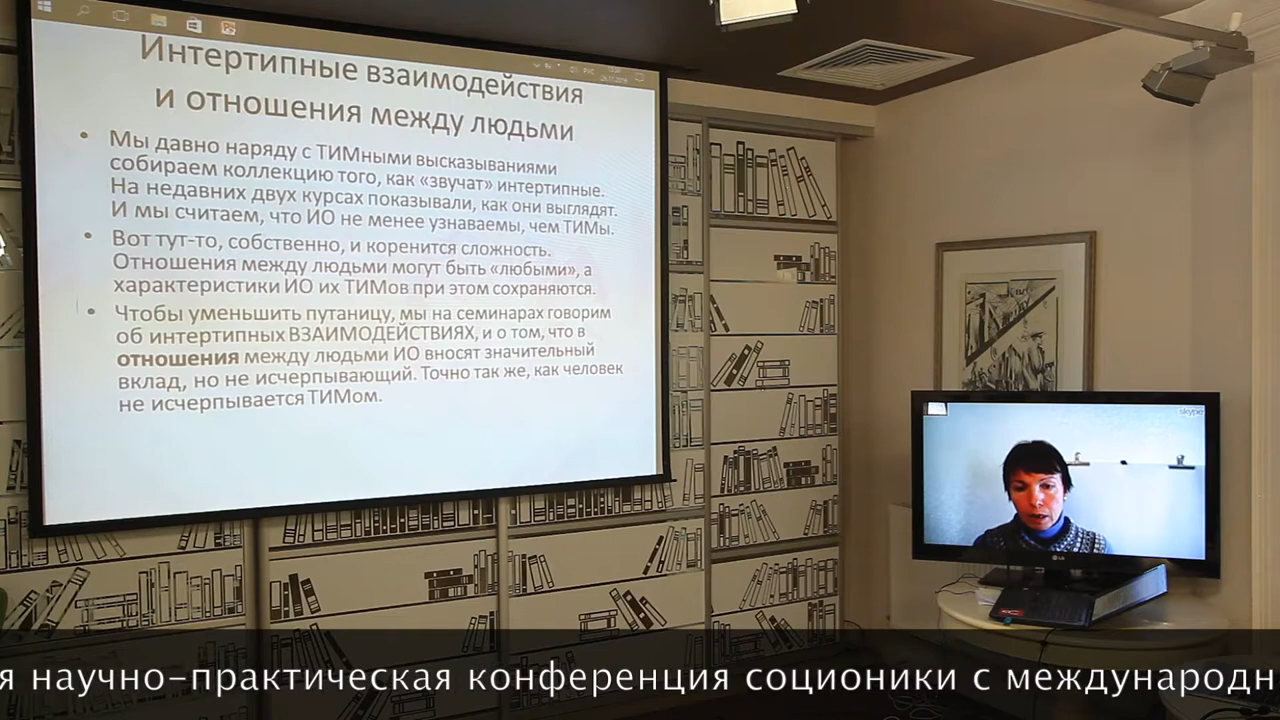 Интертипные взаимодействия
и отношения между людьми
• Мы давно наряду с ТИМными высказываниями
собираем коллекцию того, как «звучат» интертипные.
На недавних двух курсах показывали, как они выглядят.
И мы считаем, что ИО не менее узнаваемы, чем ТИМы.
• Вот тут-то, собственно, и коренится сложность.
Отношения между людьми могут быть «любыми», а
характеристики ИО их ТИМов при этом сохраняются.
• Чтобы уменьшить путаницу, мы на семинарах говорим
об интертипных ВЗАИМОДЕЙСТВИЯХ, и о том, что в
отношения между людьми ИО вносят значительный
вклад, но не исчерпывающий. Точно так же, как человек
не исчерпывается ТИМом.
skype
LG
я научно-практическая конференция соционики с международн